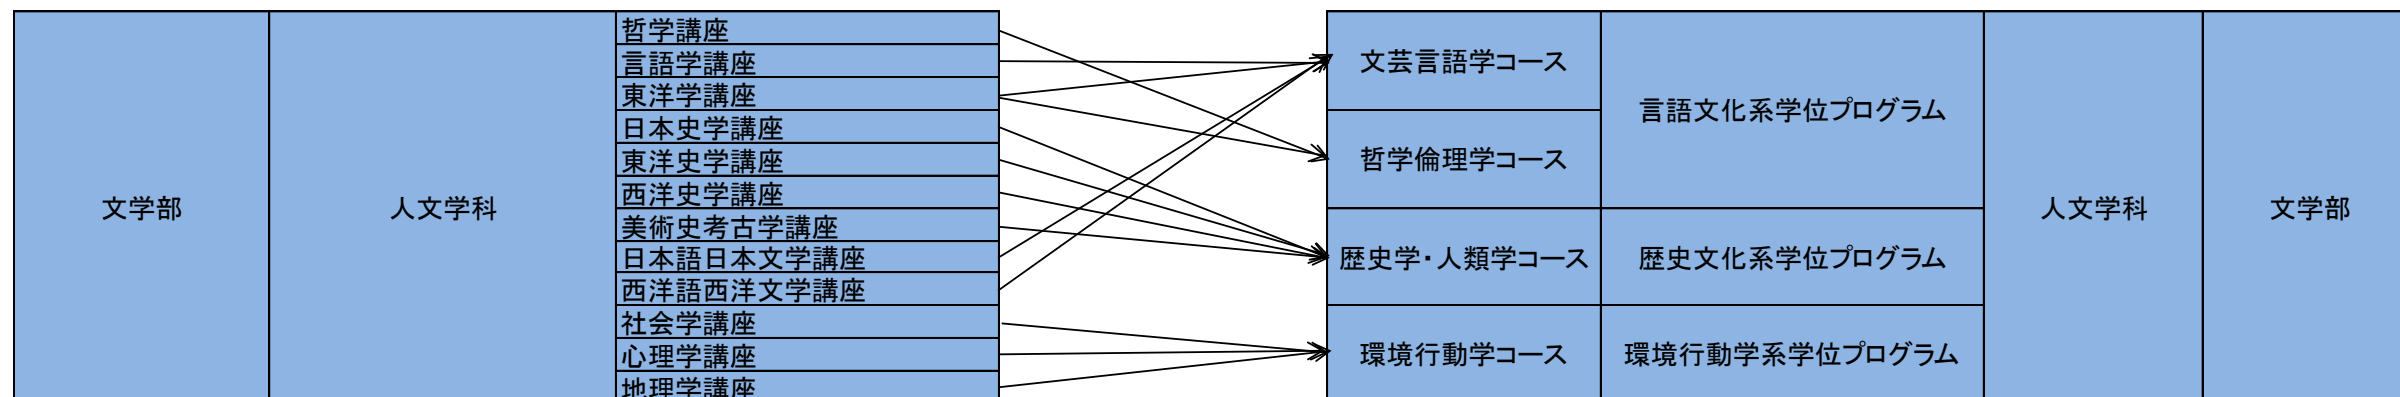 文学部
人文学科
哲学講座
言語学講座
東洋学講座
日本史学講座
東洋史学講座
西洋史学講座
美術史考古学講座
日本語日本文学講座
西洋語西洋文学講座
社会学講座
心理学講座
地理学講座
文芸言語学コース
哲学倫理学コース
歴史学・人類学コース
環境行動学コース
言語文化系学位プログラム
歴史文化系学位プログラム
環境行動学系学位プログラム
人文学科
文学部